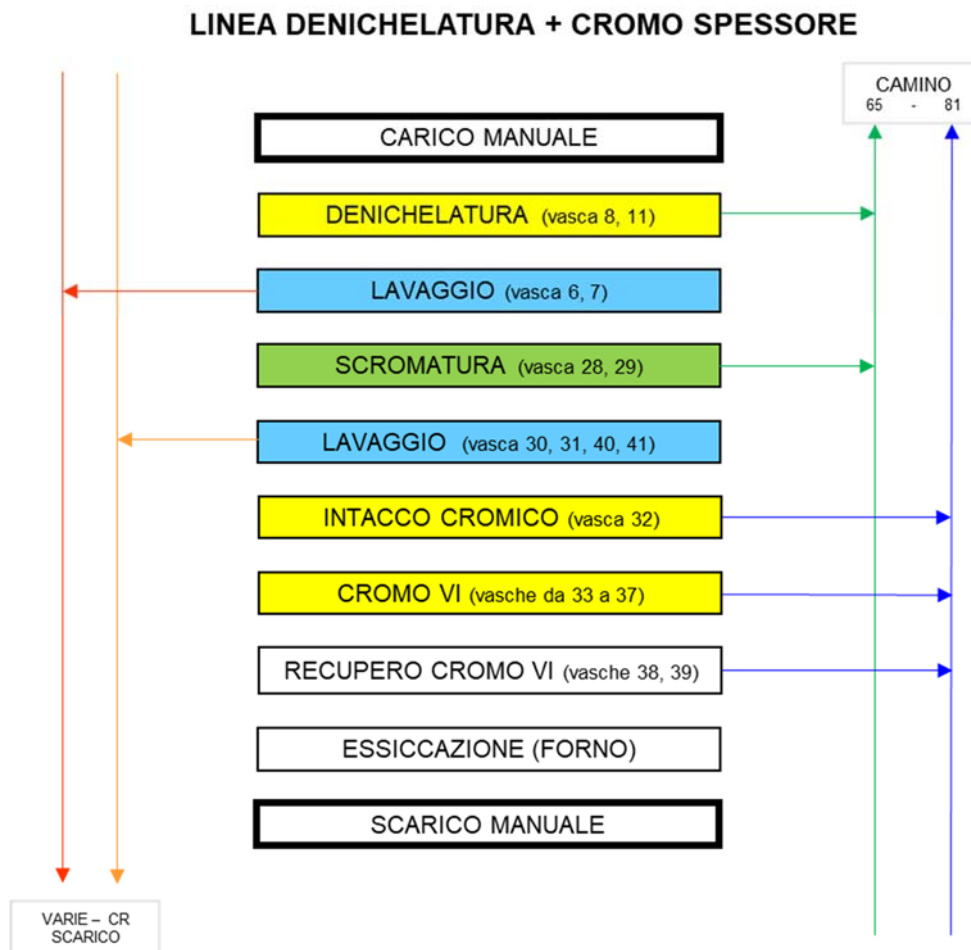 LINEA DENICHELATURA + CROMO SPESSORE
CAMINO
65 - 81
CARICO MANUALE
DENICHELATURA (vasca 8, 11)
LAVAGGIO (vasca 6, 7)
SCROMATURA (vasca 28, 29)
LAVAGGIO (vasca 30, 31, 40, 41)
INTACCO CROMICO (vasca 32)
CROMO VI (vasche da 33 a 37)
RECUPERO CROMO VI (vasche 38, 39)
ESSICCAZIONE (FORNO)
SCARICO MANUALE
VARIE – CR
SCARICO